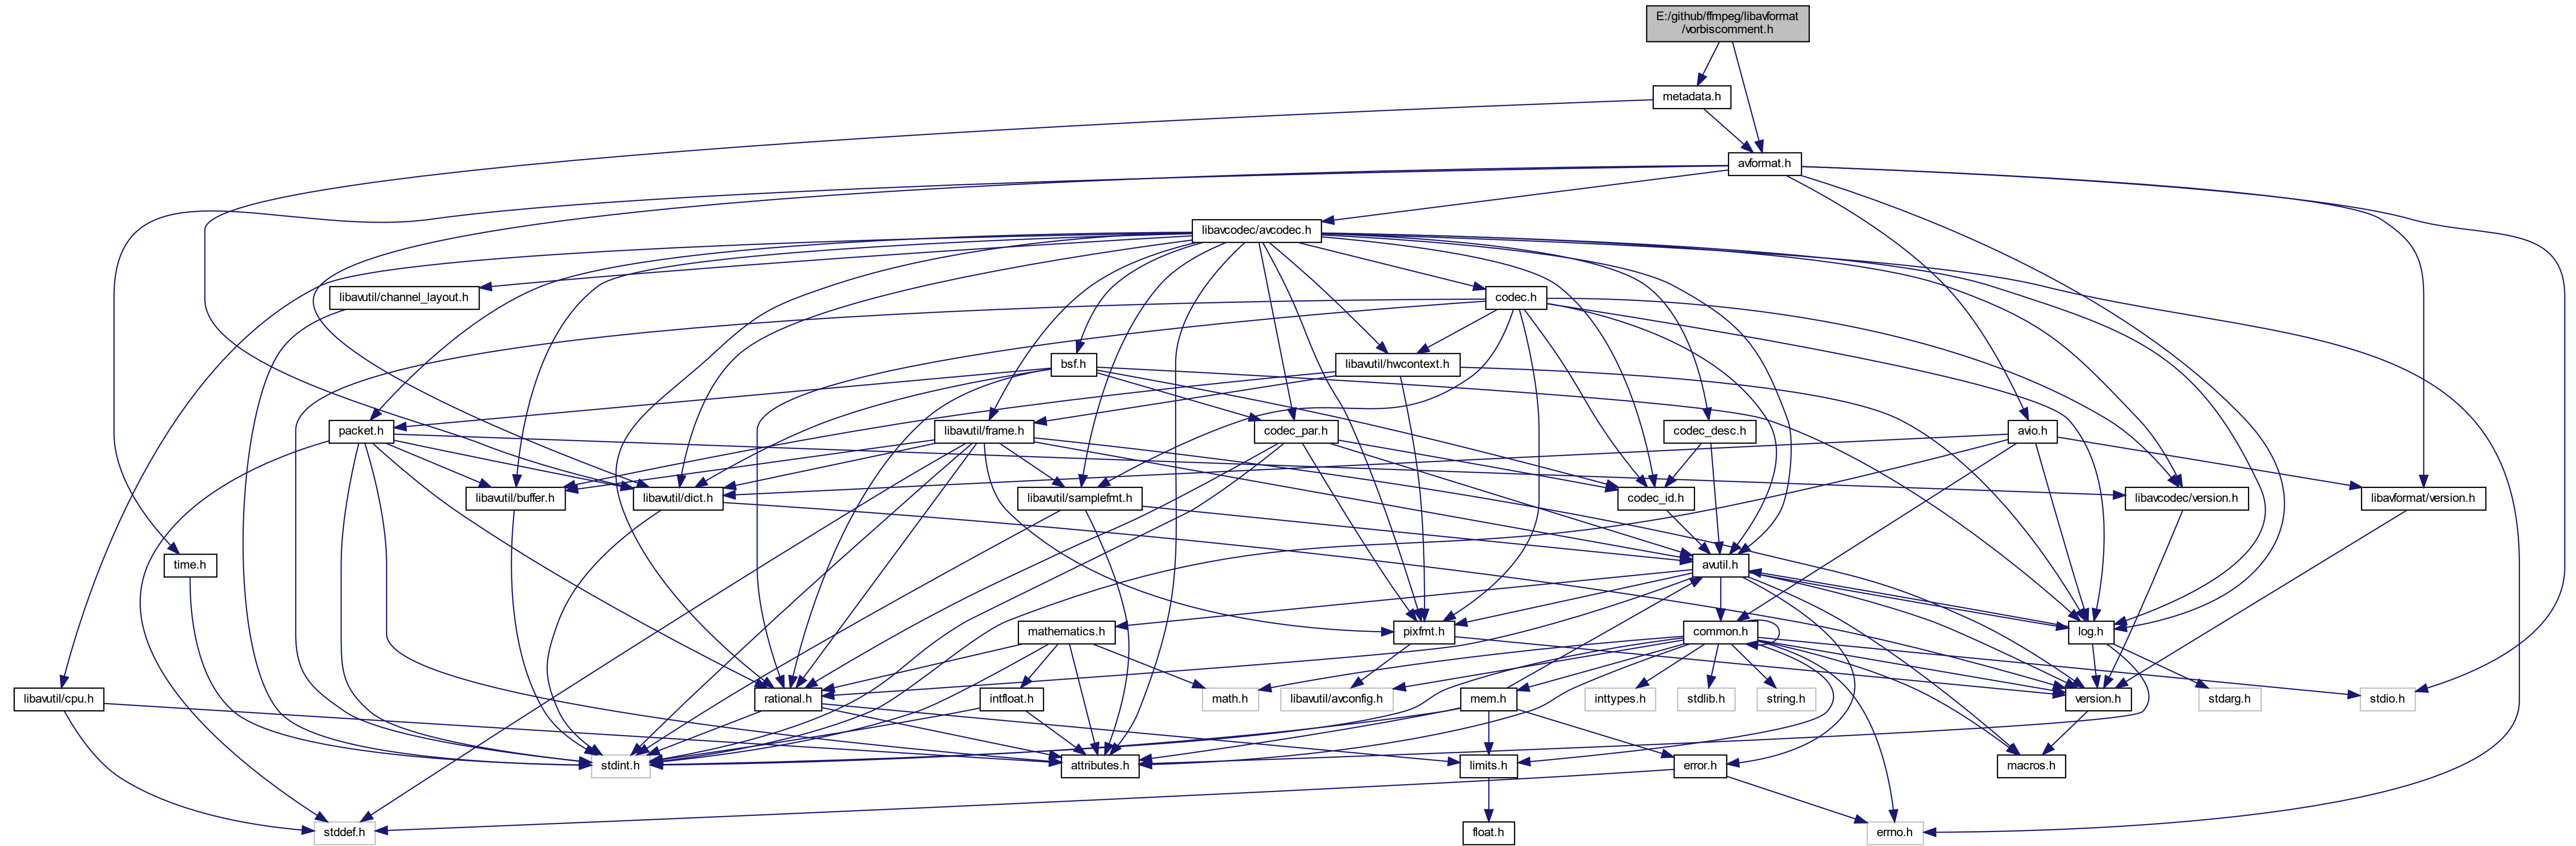 E:/github/ffmpeg/libavformat
/vorbiscomment.h
metadata.h
avformat.h
libavcodec/avcodec.h
libavutil/channel_layout.h
codec.h
bsf.h
libavutil/hwcontext.h
packet.h
libavutil/frame.h
codec_par.h
codec_desc.h
avio.h
libavutil/buffer.h
libavutil/dict.h
libavutil/samplefmt.h
codec_id.h
libavcodec/version.h
libavformat/version.h
time.h
avutil.h
mathematics.h
pixfmt.h
common.h
log.h
libavutil/cpu.h
rational.h
intfloat.h
math.h
libavutil/avconfig.h
mem.h
inttypes.h
stdlib.h
string.h
version.h
stdarg.h
stdio.h
stdint.h
attributes.h
limits.h
error.h
macros.h
stddef.h
float.h
errno.h